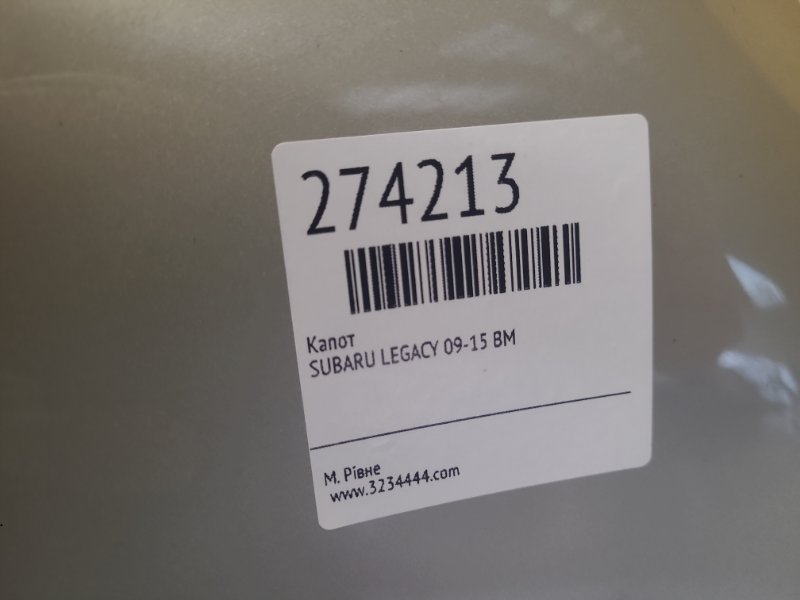 274213
Капот
SUBARU LEGACY 09-15 BM
М. Рівне
www.3234444.com